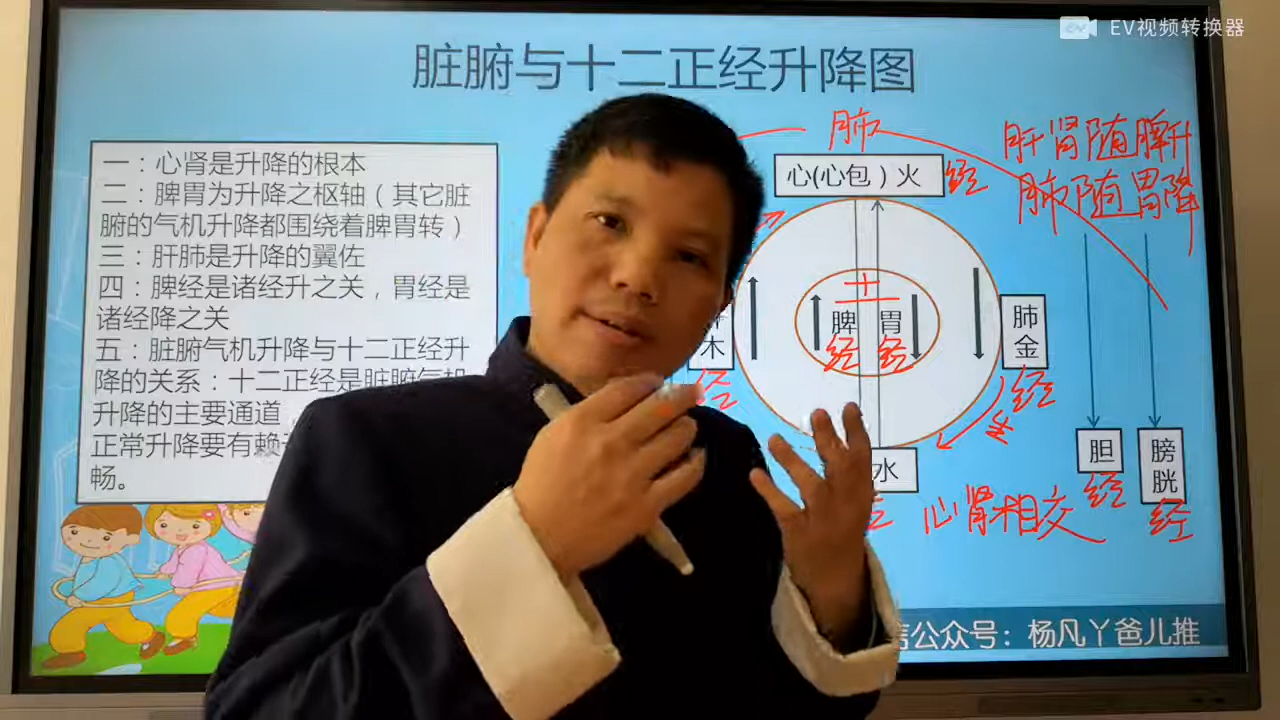 EV视频转换器
脏腑与十二正经升降图
一：心肾是升降的根本
二：脾胃为升降之枢轴（其它脏
腑的气机升降都围绕着脾胃转）
三：肝肺是升降的翼佐
四：脾经是诸经升之关，胃经是
诸经降之关
五：脏腑气机升降与十二正经升
降的关系：十二正经是脏腑气机
升降的主要通道
正常升降要有赖
畅。
肺
心(心包）火
经
肝肾随脾升
肺随胃降
土
脾 胃
经 经
木
经
肺
金
经
水
心肾相交
胆
经
膀
胱
经
公众号：杨凡丫爸儿推